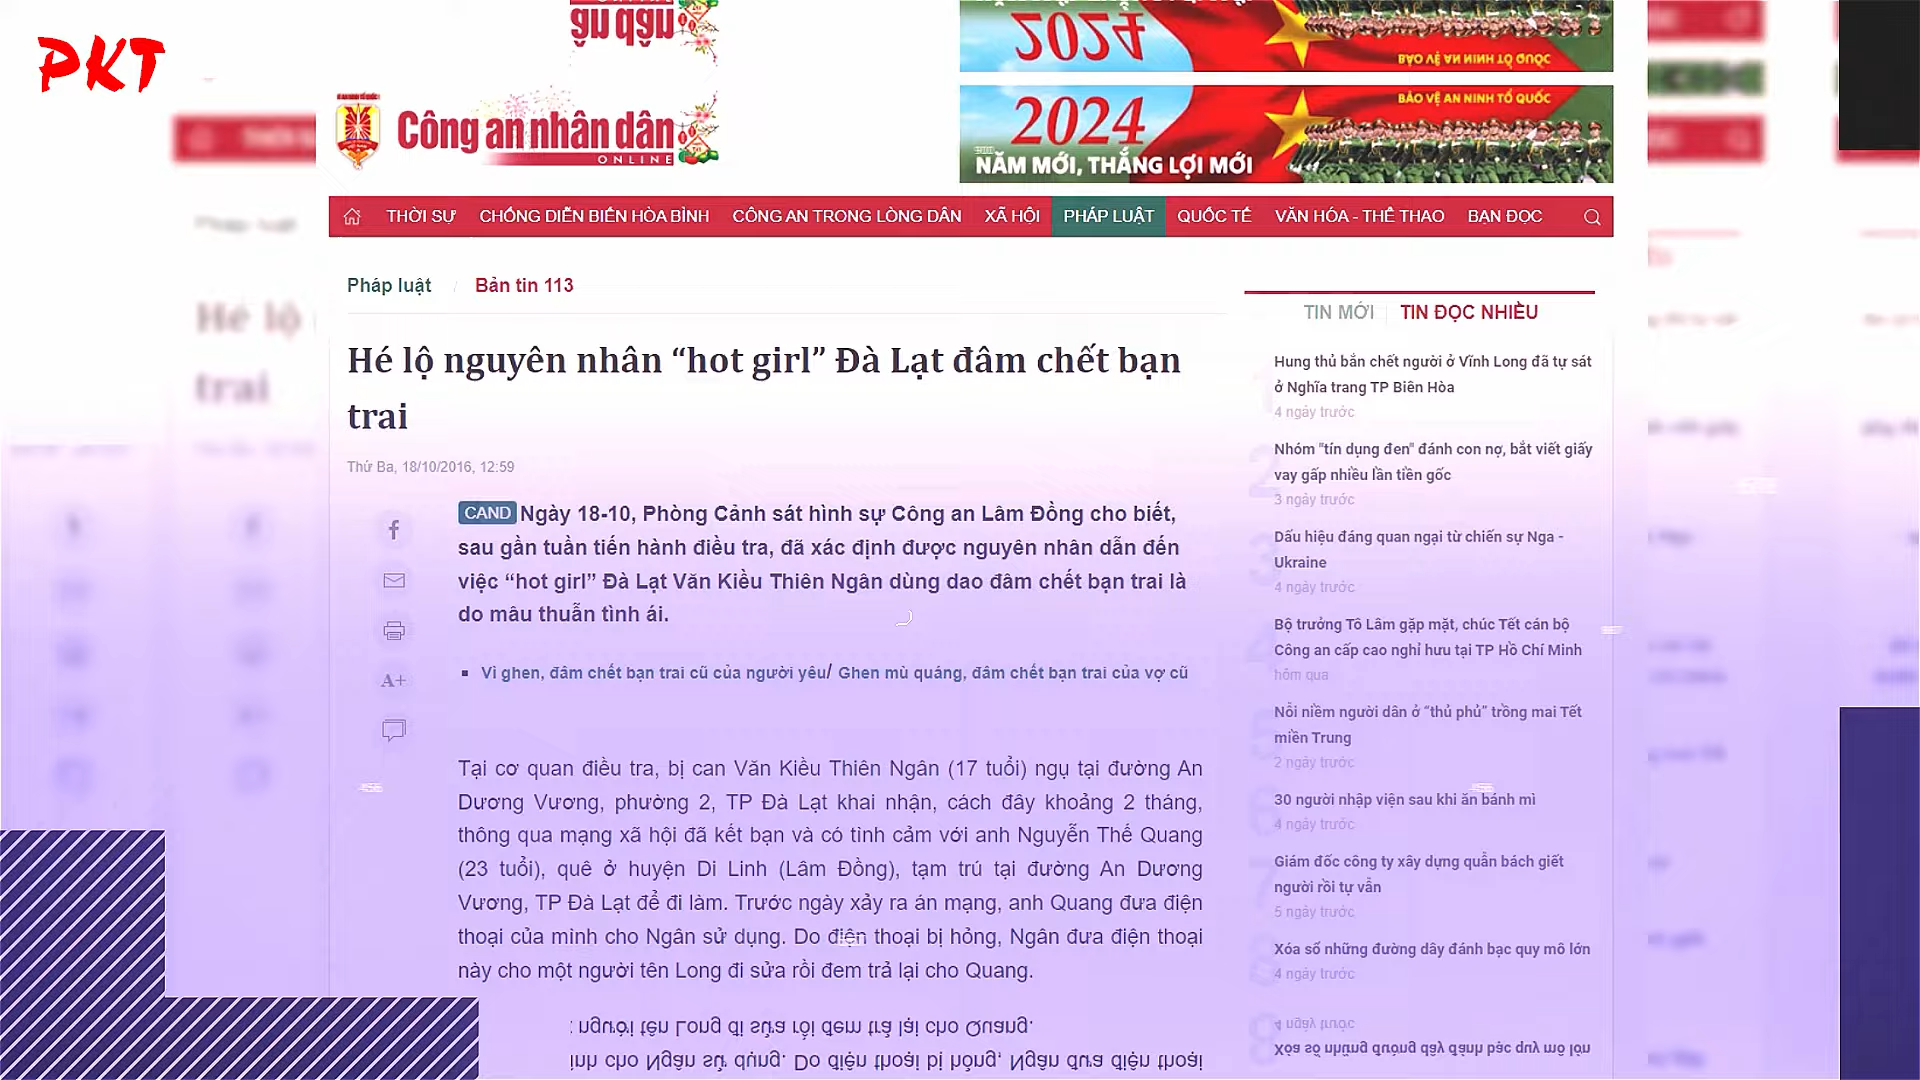 PKT
Công an nhân dân
ONLINE
2024
BẢO VỆ AN NINH TỔ QUỐC
2024
BẢO VỆ AN NINH TỔ QUỐC
NĂM MỚI, THẮNG LỢI MỚI
THỜI SỰ CHỐNG DIỄN BIẾN HÒA BÌNH CÔNG AN TRONG LÒNG DÂN XÃ HỘI PHÁP LUẬT QUỐC TẾ VĂN HÓA - THỂ THAO BẠN ĐỌC
Pháp luật / Bản tin 113
Hé lộ nguyên nhân “hot girl” Đà Lạt đâm chết bạn
trai
Thứ Ba, 18/10/2016, 12:59
CAND Ngày 18-10, Phòng Cảnh sát hình sự Công an Lâm Đồng cho biết,
sau gần tuần tiến hành điều tra, đã xác định được nguyên nhân dẫn đến
việc “hot girl” Đà Lạt Văn Kiều Thiên Ngân dùng dao đâm chết bạn trai là
do mâu thuẫn tình ái.
Vì ghen, đâm chết bạn trai cũ của người yêu/ Ghen mù quáng, đâm chết bạn trai của vợ cũ
A+
Tại cơ quan điều tra, bị can Văn Kiều Thiên Ngân (17 tuổi) ngụ tại đường An
Dương Vương, phường 2, TP Đà Lạt khai nhận, cách đây khoảng 2 tháng,
thông qua mạng xã hội đã kết bạn và có tình cảm với anh Nguyễn Thế Quang
(23 tuổi), quê ở huyện Di Linh (Lâm Đồng), tạm trú tại đường An Dương
Vương, TP Đà Lạt để đi làm. Trước ngày xảy ra án mạng, anh Quang đưa điện
thoại của mình cho Ngân sử dụng. Do điện thoại bị hỏng, Ngân đưa điện thoại
này cho một người tên Long đi sửa rồi đem trả lại cho Quang.
TIN MỚI TIN ĐỌC NHIỀU
Hung thủ bắn chết người ở Vĩnh Long đã tự sát
ở Nghĩa trang TP Biên Hòa
4 ngày trước
Nhóm "tín dụng đen" đánh con nợ, bắt viết giấy
vay gấp nhiều lần tiền gốc
3 ngày trước
Dấu hiệu đáng quan ngại từ chiến sự Nga -
Ukraine
4 ngày trước
Bộ trưởng Tô Lâm gặp mặt, chúc Tết cán bộ
Công an cấp cao nghỉ hưu tại TP Hồ Chí Minh
hôm qua
Nỗi niềm người dân ở “thủ phủ” trồng mai Tết
miền Trung
2 ngày trước
30 người nhập viện sau khi ăn bánh mì
4 ngày trước
Giám đốc công ty xây dựng quẫn bách giết
người rồi tự vẫn
5 ngày trước
Xóa sổ những đường dây đánh bạc quy mô lớn
4 ngày trước